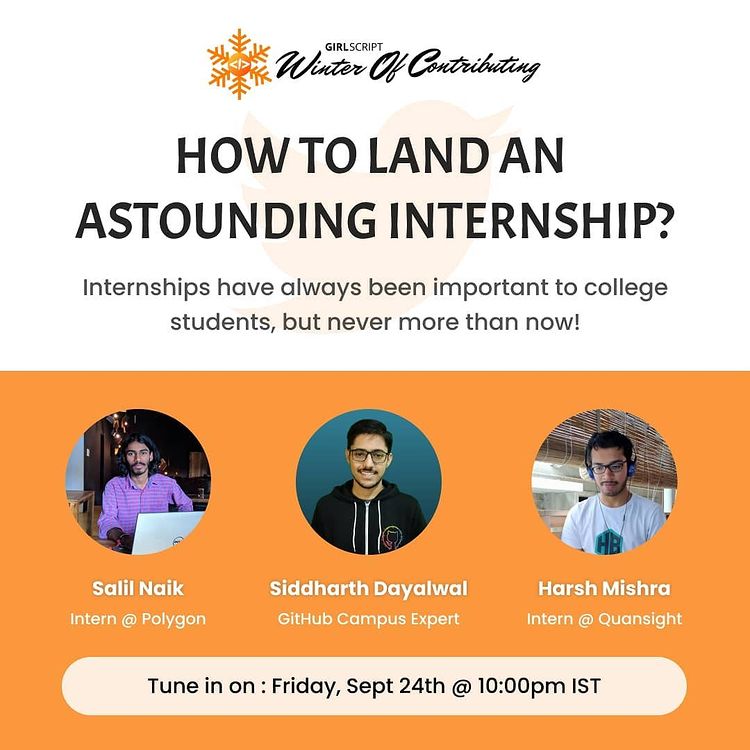 GIRLSCRIPT
Winter Of Contributing
HOW TO LAND AN
ASTOUNDING INTERNSHIP?
Internships have always been important to college
students, but never more than now!
Salil Naik
Siddharth Dayalwal
Harsh Mishra
Intern @ Polygon
GitHub Campus Expert
Intern @ Quansight
Tune in on : Friday, Sept 24th @ 10:00pm IST